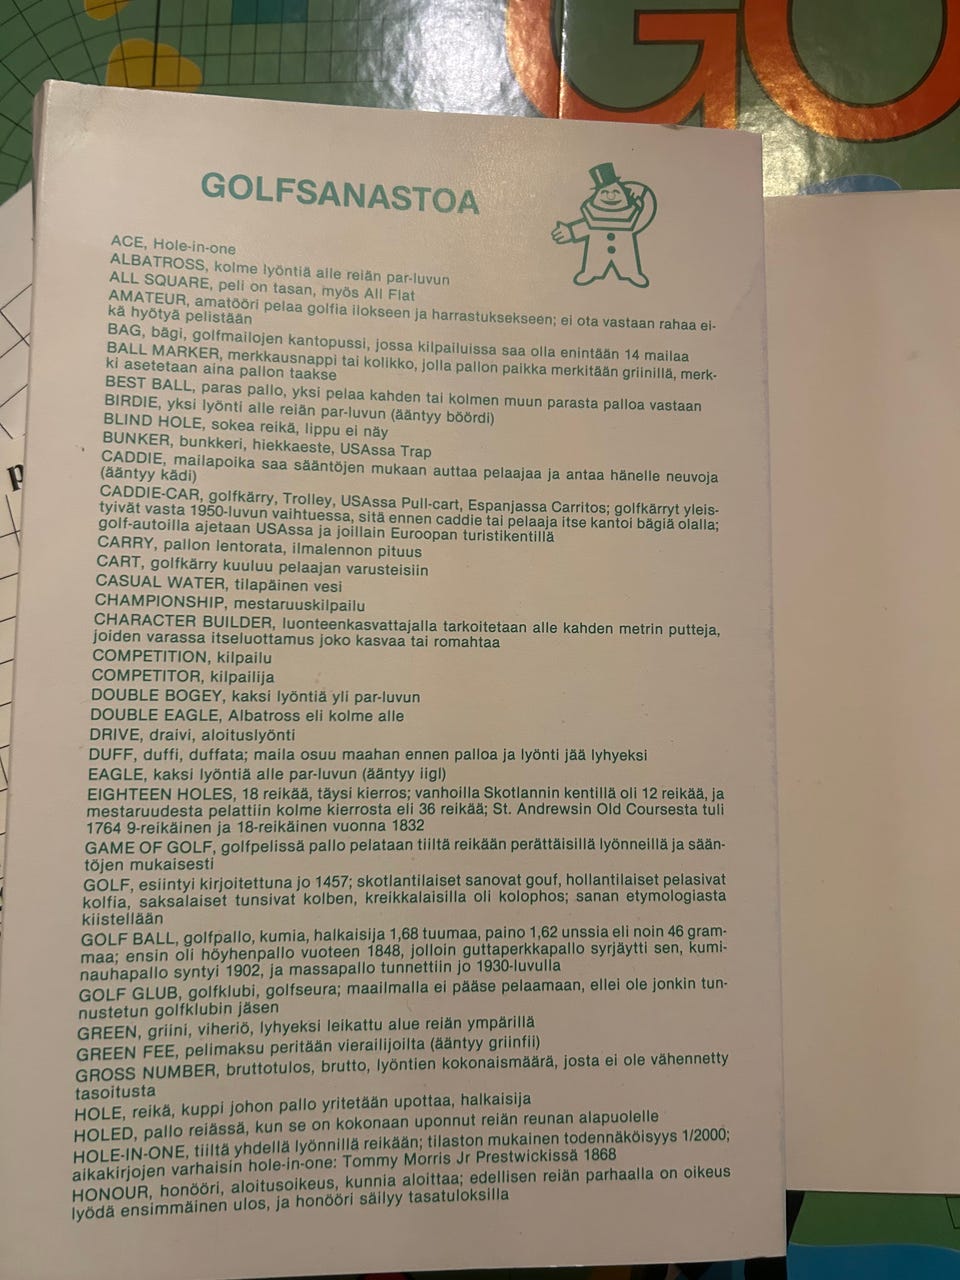 GO
GOLFSANASTOA
ACE, Hole-in-one
ALBATROSS, kolme lyöntiä alle reiän par-luvun
ALL SQUARE, peli on tasan, myös All Flat
AMATEUR, amatööri pelaa golfia ilokseen ja harrastuksekseen; ei ota vastaan rahaa ei-
kä hyötyä pelistään
BAG, bägi, golfmailojen kantopussi, jossa kilpailuissa saa olla enintään 14 mailaa
BALL MARKER, merkkausnappi tai kolikko, jolla pallon paikka merkitään griinillä, merk-
ki asetetaan aina pallon taakse
BEST BALL, paras pallo, yksi pelaa kahden tai kolmen muun parasta palloa vastaan
BIRDIE, yksi lyönti alle reiän par-luvun (ääntyy böördi)
BLIND HOLE, sokea reikä, lippu ei näy
BUNKER, bunkkeri, hiekkaeste, USAssa Trap
CADDIE, mailapoika saa sääntöjen mukaan auttaa pelaajaa ja antaa hänelle neuvoja
(ääntyy kädi)
CADDIE-CAR, golfkärry, Trolley, USAssa Pull-cart, Espanjassa Carritos; golfkärryt yleis-
tyivät vasta 1950-luvun vaihtuessa, sitä ennen caddie tai pelaaja itse kantoi bägiä olalla;
golf-autoilla ajetaan USAssa ja joillain Euroopan turistikentillä
CARRY, pallon lentorata, ilmalennon pituus
CART, golfkärry kuuluu pelaajan varusteisiin
CASUAL WATER, tilapäinen vesi
CHAMPIONSHIP, mestaruuskilpailu
CHARACTER BUILDER, luonteenkasvattajalla tarkoitetaan alle kahden metrin putteja,
joiden varassa itseluottamus joko kasvaa tai romahtaa
COMPETITION, kilpailu
COMPETITOR, kilpailija
DOUBLE BOGEY, kaksi lyöntiä yli par-luvun
DOUBLE EAGLE, Albatross eli kolme alle
DRIVE, draivi, aloituslyönti
DUFF, duffi, duffata; maila osuu maahan ennen palloa ja lyönti jää lyhyeksi
EAGLE, kaksi lyöntiä alle par-luvun (ääntyy iigl)
EIGHTEEN HOLES, 18 reikää, täysi kierros; vanhoilla Skotlannin kentillä oli 12 reikää, ja
mestaruudesta pelattiin kolme kierrosta eli 36 reikää; St. Andrewsin Old Coursesta tuli
1764 9-reikäinen ja 18-reikäinen vuonna 1832
GAME OF GOLF, golfpelissä pallo pelataan tiiltä reikään perättäisillä lyönneillä ja sään-
töjen mukaisesti
GOLF, esiintyi kirjoitettuna jo 1457; skotlantilaiset sanovat gouf, hollantilaiset pelasivat
kolfia, saksalaiset tunsivat kolben, kreikkalaisilla oli kolophos; sanan etymologiasta
kiistellään
GOLF BALL, golfpallo, kumia, halkaisija 1,68 tuumaa, paino 1,62 unssia eli noin 46 gram-
maa; ensin oli höyhenpallo vuoteen 1848, jolloin guttaperkkapallo syrjäytti sen, kumi-
nauhapallo syntyi 1902, ja massapallo tunnettiin jo 1930-luvulla
GOLF GLUB, golfklubi, golfseura; maailmalla ei pääse pelaamaan, ellei ole jonkin tun-
nustetun golfklubin jäsen
GREEN, griini, viheriö, lyhyeksi leikattu alue reiän ympärillä
GREEN FEE, pelimaksu peritään vierailijoilta (ääntyy griinfii)
GROSS NUMBER, bruttotulos, brutto, lyöntien kokonaismäärä, josta ei ole vähennetty
tasoitusta
HOLE, reikä, kuppi johon pallo yritetään upottaa, halkaisija
HOLED, pallo reiässä, kun se on kokonaan uponnut reiän reunan alapuolelle
HOLE-IN-ONE, tiiltä yhdellä lyönnillä reikään; tilaston mukainen todennäköisyys 1/2000;
aikakirjojen varhaisin hole-in-one: Tommy Morris Jr Prestwickissä 1868
HONOUR, honööri, aloitusoikeus, kunnia aloittaa; edellisen reiän parhaalla on oikeus
lyödä ensimmäinen ulos, ja honööri säilyy tasatuloksilla